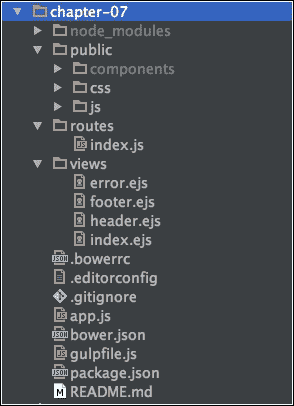 chapter-07
node_modules
public
components
css
js
routes
index.js
views
error.ejs
footer.ejs
header.ejs
index.ejs
.bowerrc
.editorconfig
.gitignore
app.js
bower.json
gulpfile.js
package.json
README.md